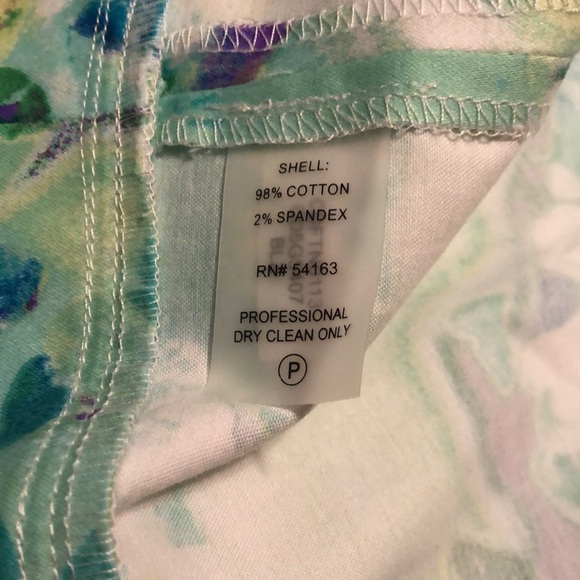 SHELL:
98% COTTON
2% SPANDEX
RN# 54163
PROFESSIONAL
DRY CLEAN ONLY
P